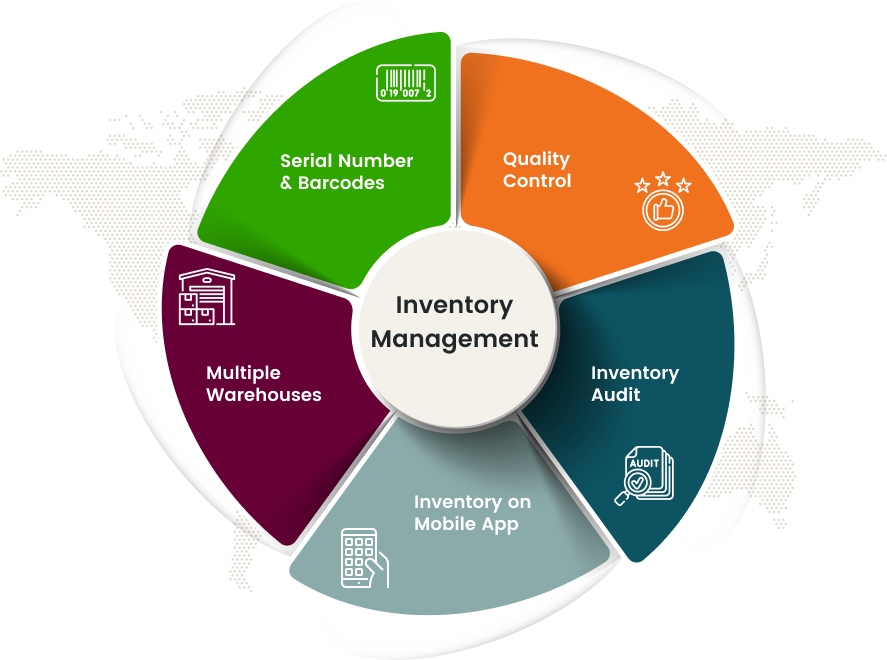 0 19 007 2
Serial Number
& Barcodes
Quality
Control
Inventory
Management
Multiple
Warehouses
Inventory
Audit
AUDIT
Inventory on
Mobile App